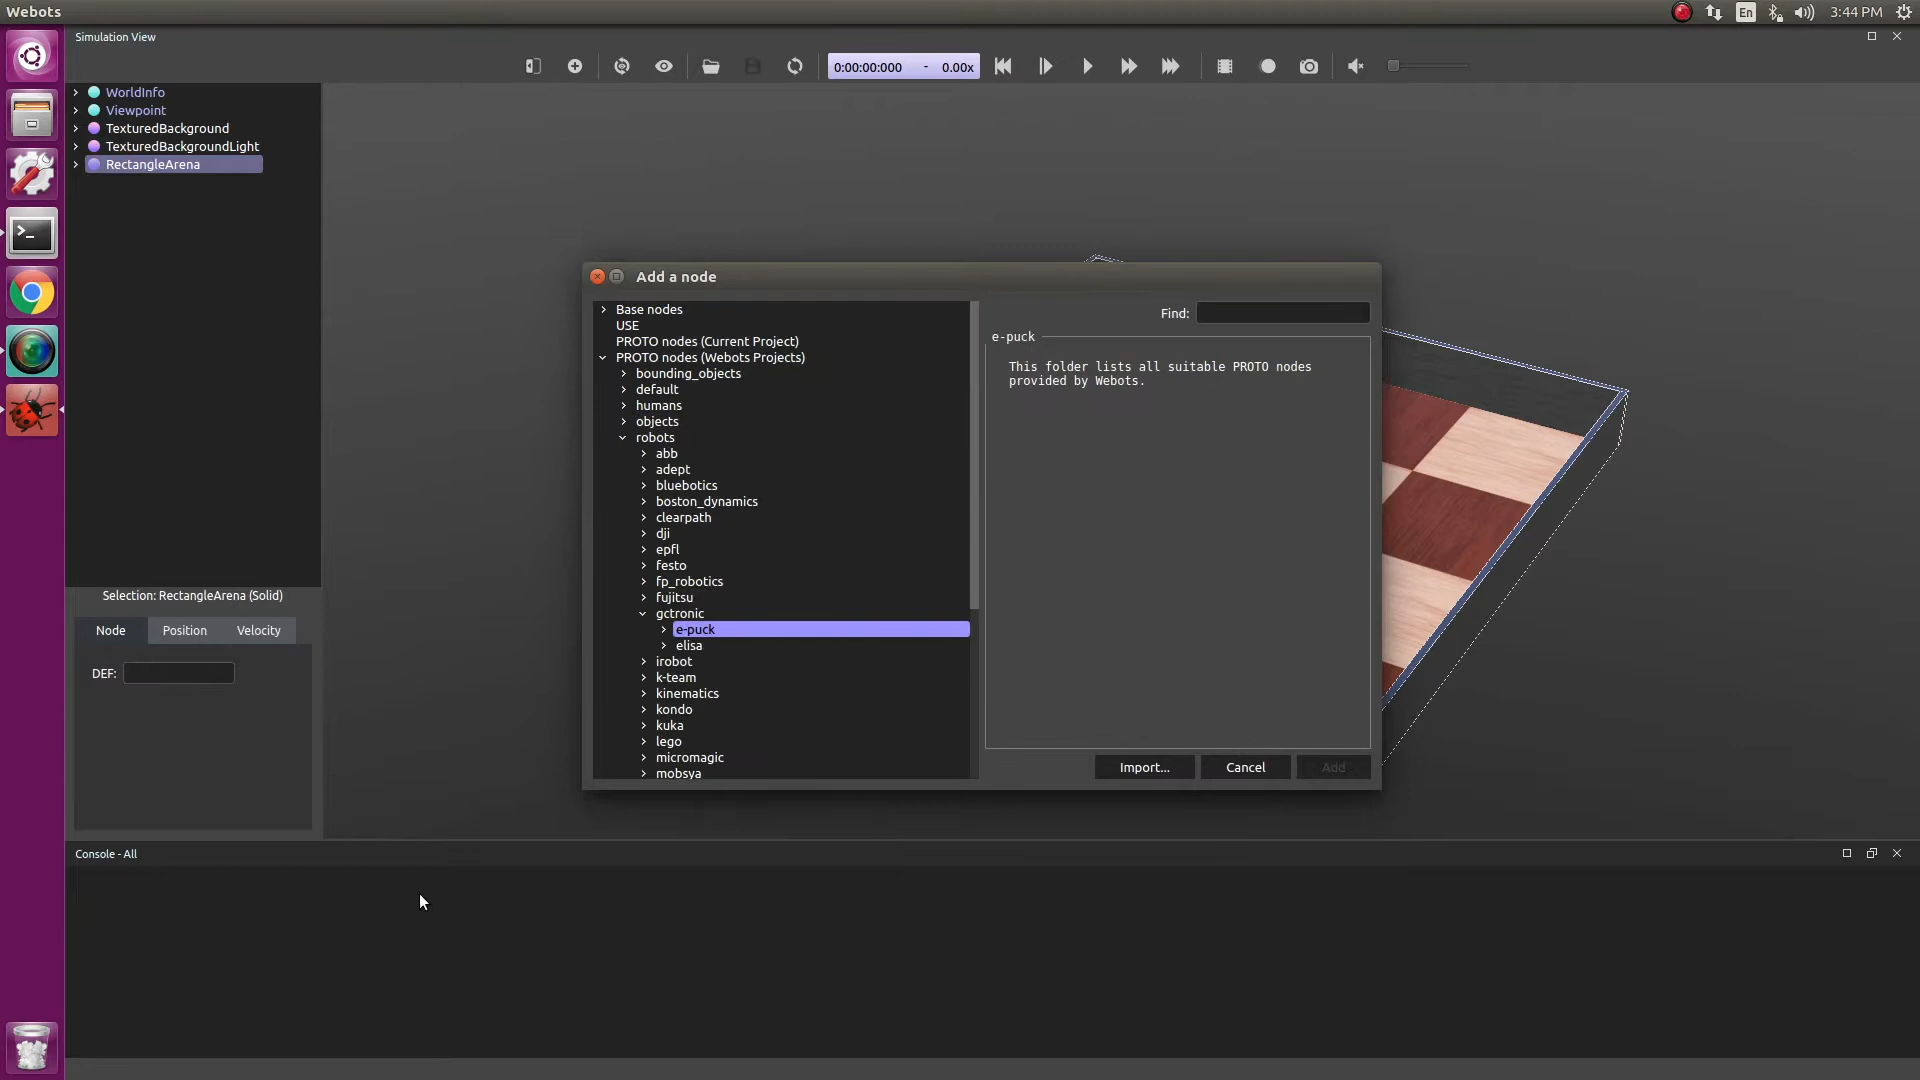 Webots
En
3:44 PM
Simulation View
0:00:00:000 - 0.00x
WorldInfo
Viewpoint
TexturedBackground
TexturedBackgroundLight
RectangleArena
Add a node
Base nodes
USE
PROTO nodes (Current Project)
PROTO nodes (Webots Projects)
bounding_objects
default
humans
objects
robots
abb
adept
bluebotics
boston_dynamics
clearpath
dji
epfl
festo
fp_robotics
fujitsu
gctronic
e-puck
elisa
irobot
k-team
kinematics
kondo
kuka
lego
micromagic
mobsya
Find:
e-puck
This folder lists all suitable PROTO nodes
provided by Webots.
Import...
Cancel
Add
Selection: RectangleArena (Solid)
Node
Position
Velocity
DEF:
Console - All